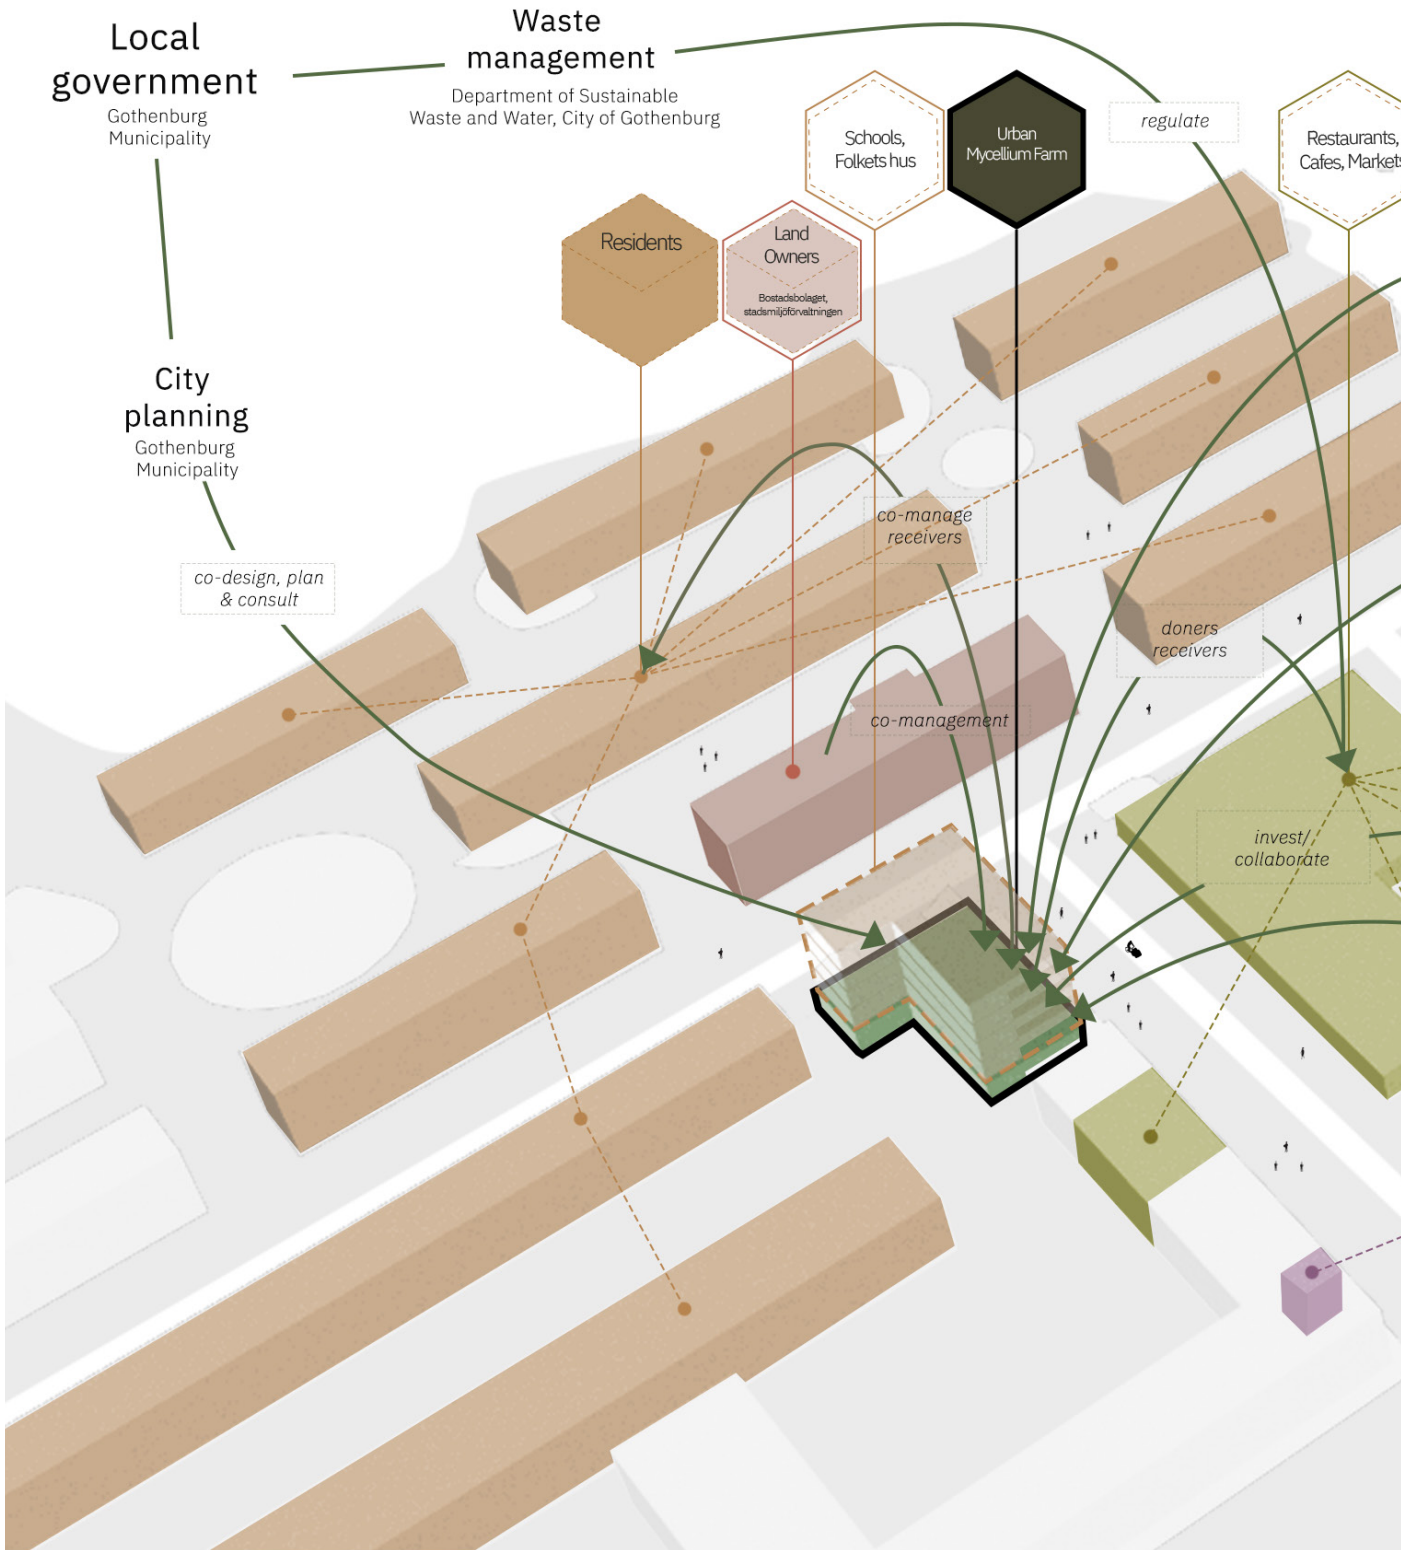 Local
government
Gothenburg
Municipality
Waste
management
Department of Sustainable
Waste and Water, City of Gothenburg
Schools,
Folkets hus
Urban
Mycellium Farm
regulate
Restaurants,
Cafes, Markets
Residents
Land
Owners
Bostadsbolaget,
stadsmiljöförvaltningen
City
planning
Gothenburg
Municipality
co-manage
receivers
co-design, plan
& consult
doners
receivers
co-management
invest/
collaborate